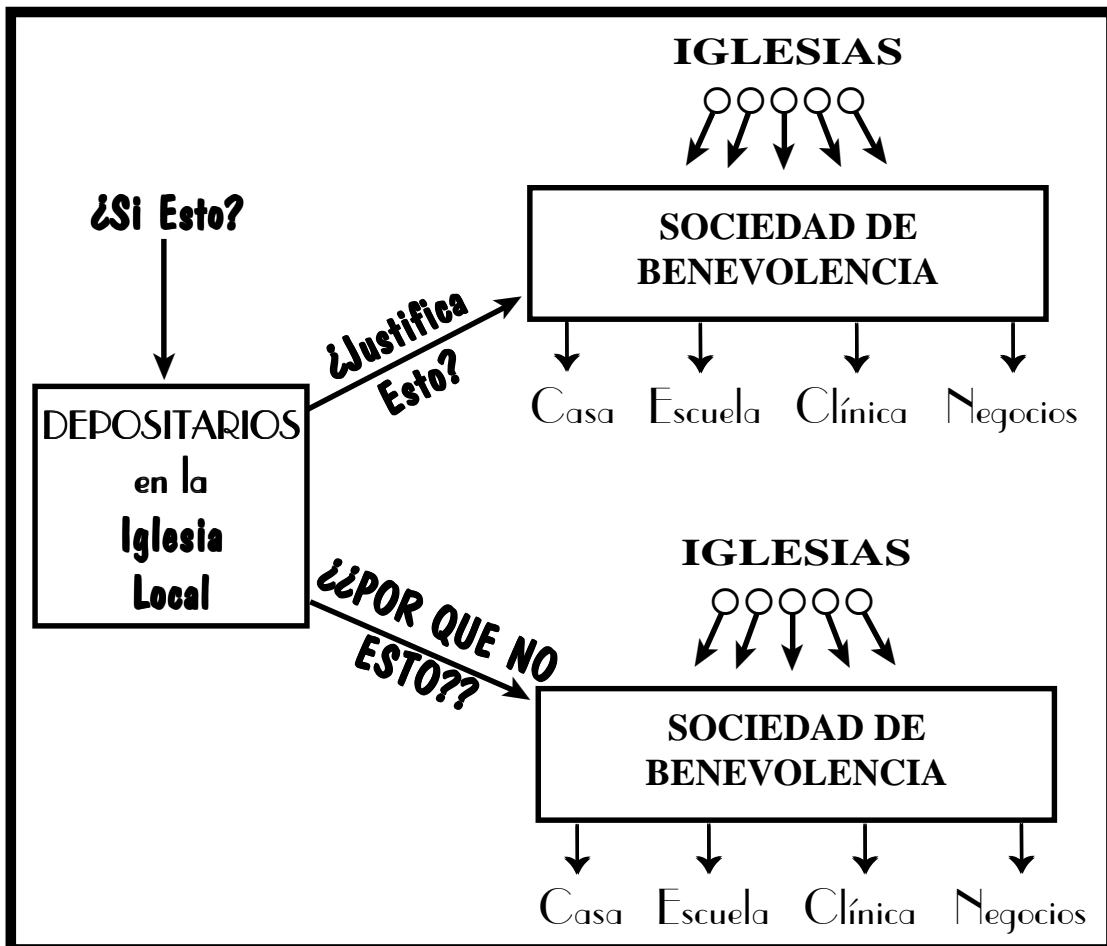 ¿Si Esto?
DEPOSITARIOS
en la
Iglesia
Local
¿Justifica
Esto?
IGLESIAS
SOCIEDAD DE
BENEVOLENCIA
Casa Escuela Clínica Negocios
¿¿POR QUE NO
ESTO??
IGLESIAS
SOCIEDAD DE
BENEVOLENCIA
Casa Escuela Clínica Negocios